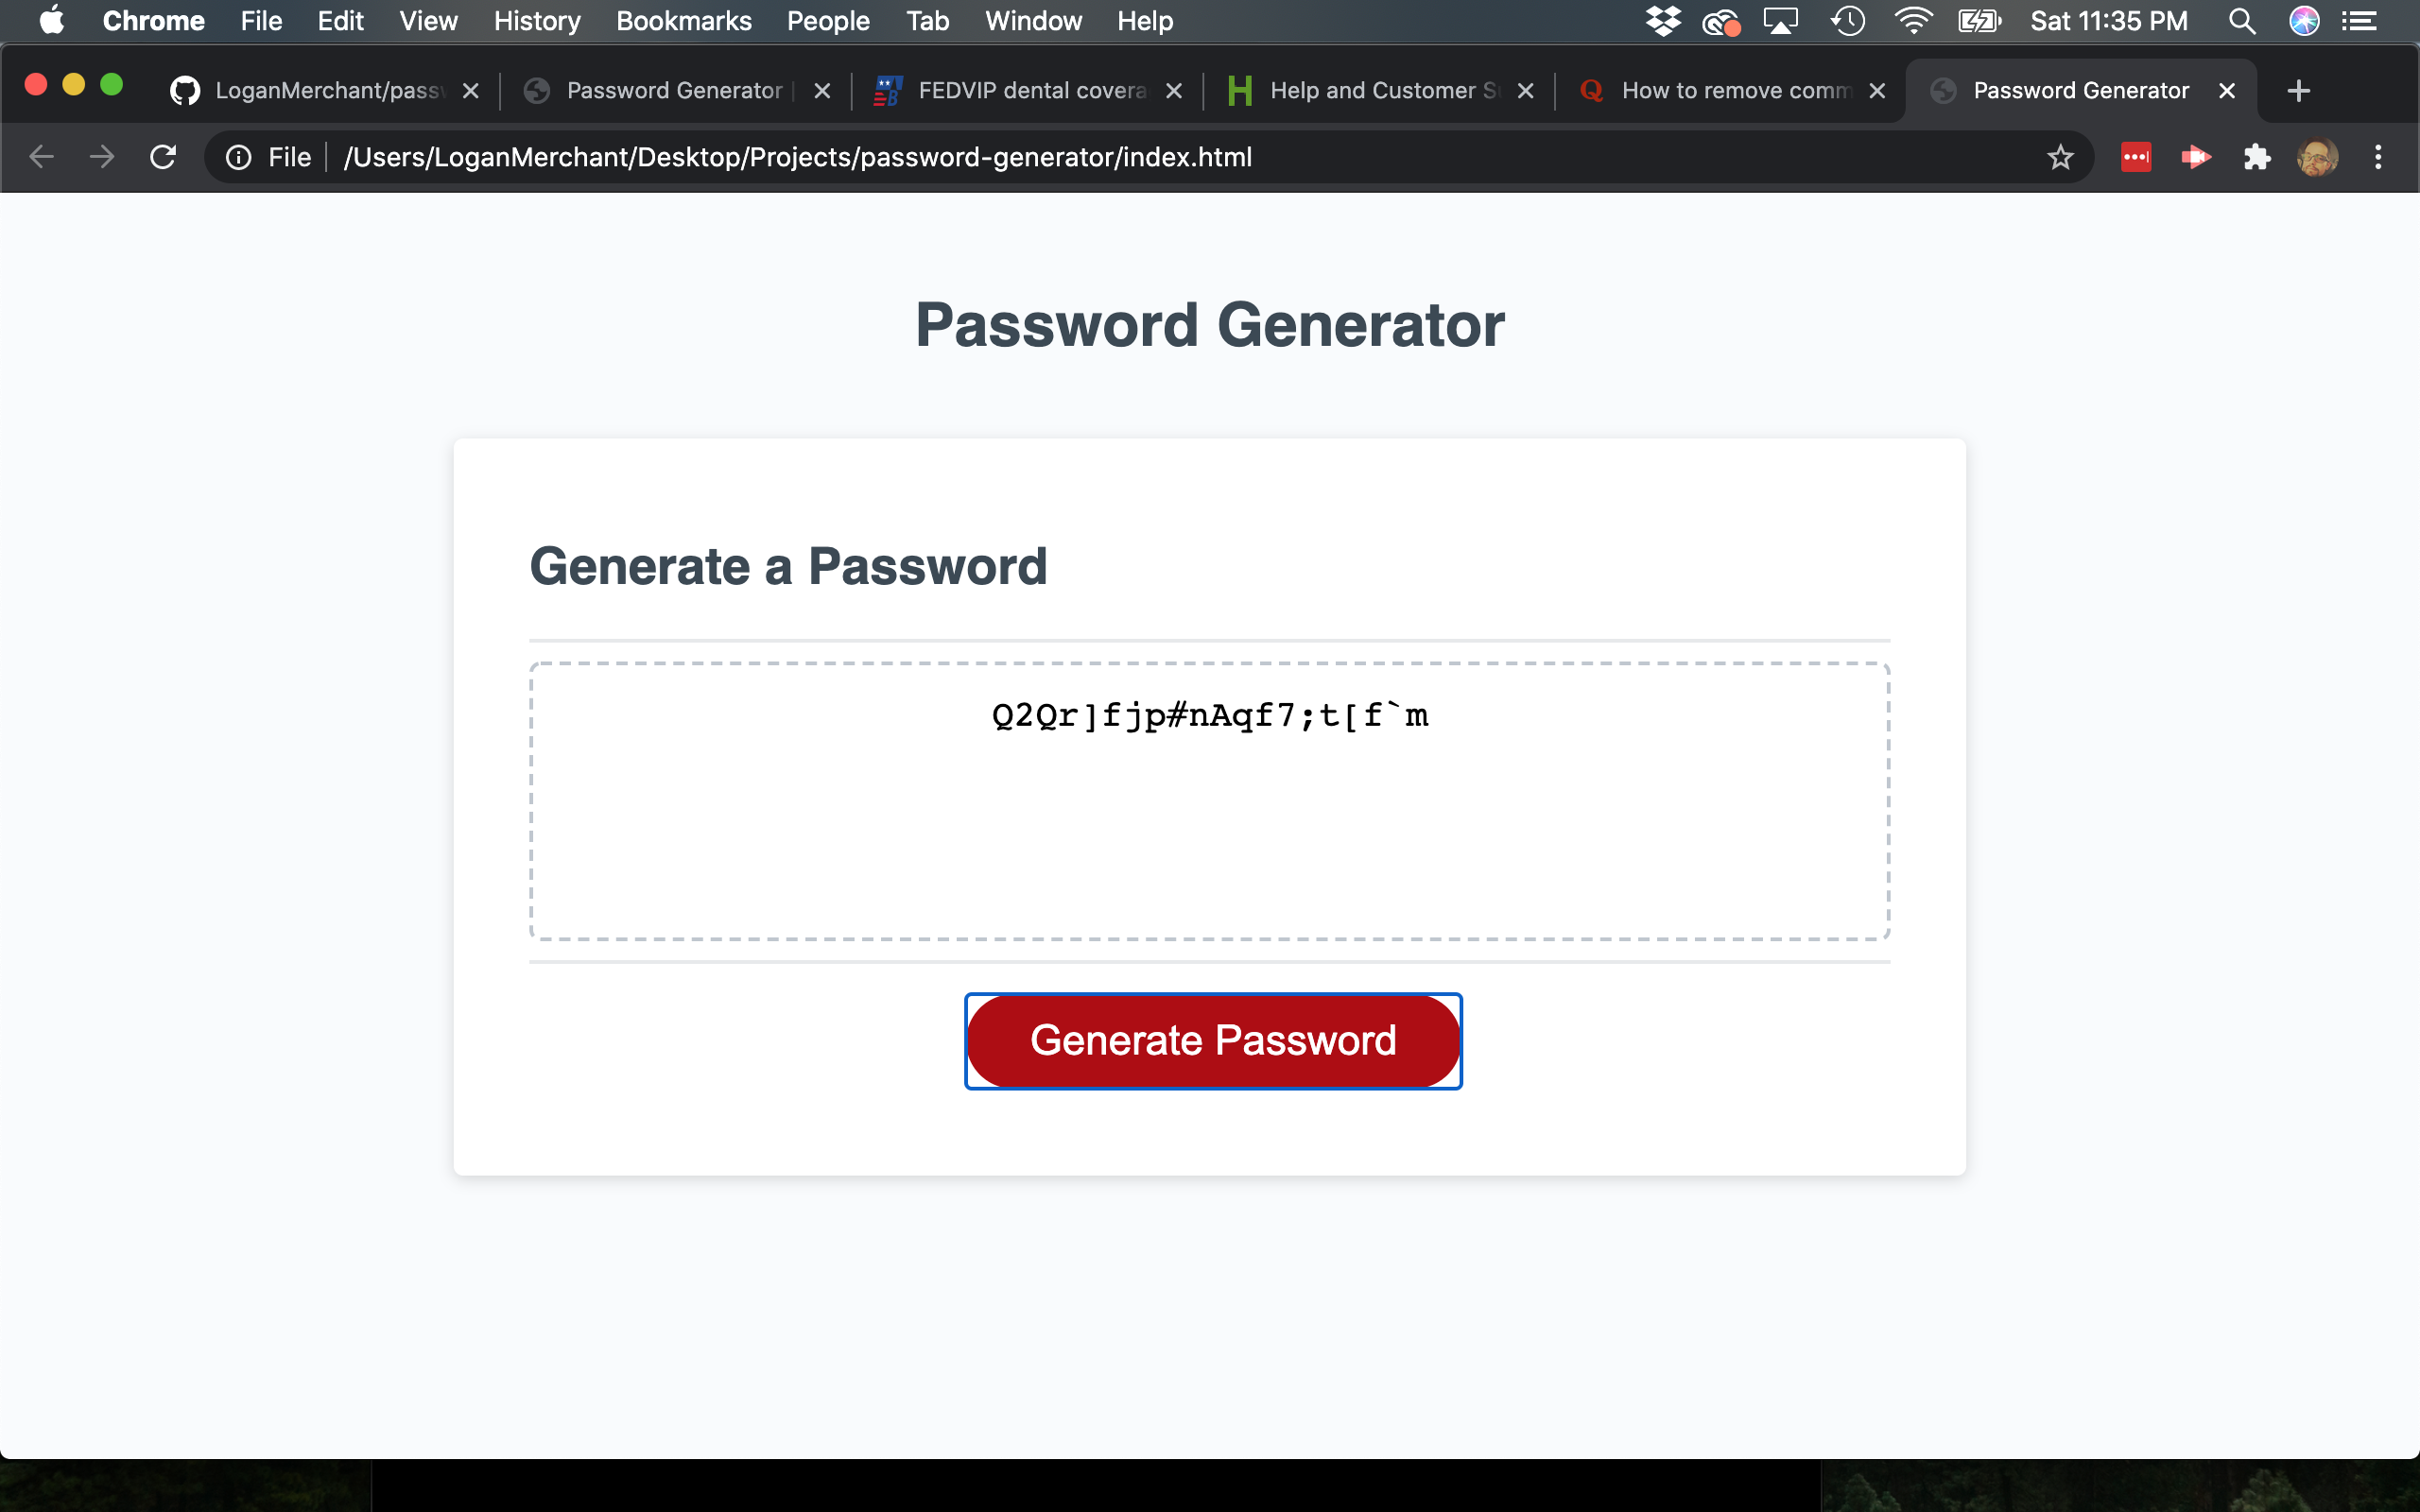 Chrome File Edit View History Bookmarks People Tab Window Help Sat 11:35 PM
LoganMerchant/passw Password Generator FEDVIP dental covera Help and Customer S How to remove comm Password Generator
File /Users/LoganMerchant/Desktop/Projects/password-generator/index.html
Password Generator
Generate a Password
Q2Qr]fjp#nAqf7;t[f`m
Generate Password